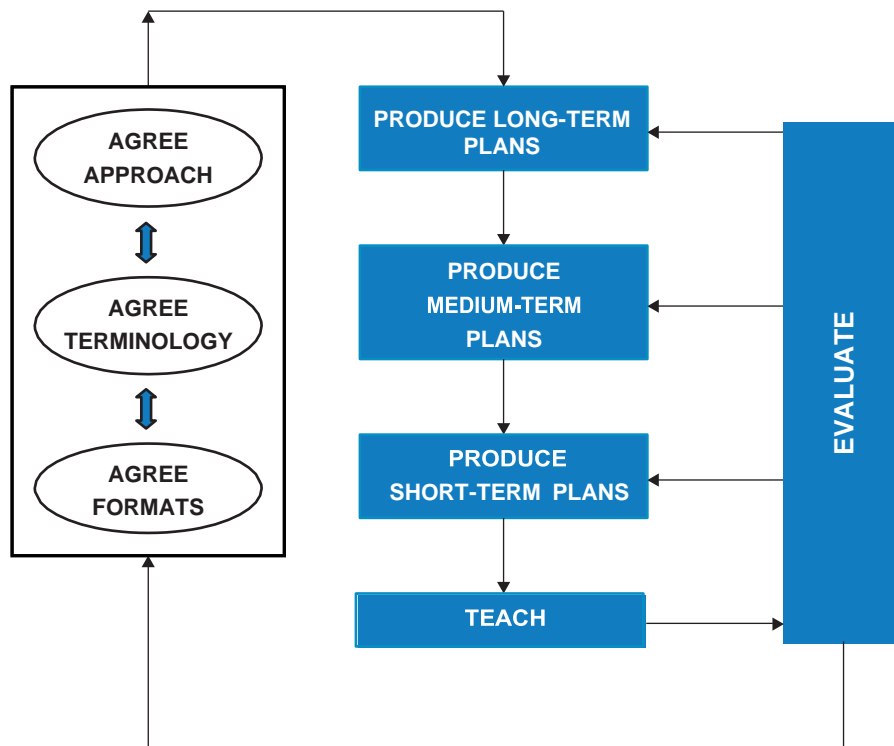 AGREE
APPROACH
AGREE
TERMINOLOGY
AGREE
FORMATS
PRODUCE LONG-TERM
PLANS
PRODUCE
MEDIUM-TERM
PLANS
PRODUCE
SHORT-TERM PLANS
TEACH
EVALUATE